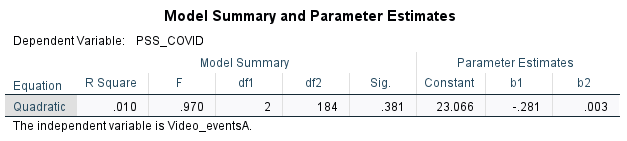 Model Summary and Parameter Estimates
Dependent Variable: PSS_COVID
Model Summary Parameter Estimates
Equation R Square F df1 df2 Sig. Constant b1 b2
Quadratic .010 .970 2 184 .381 23.066 -.281 .003
The independent variable is Video_eventsA.